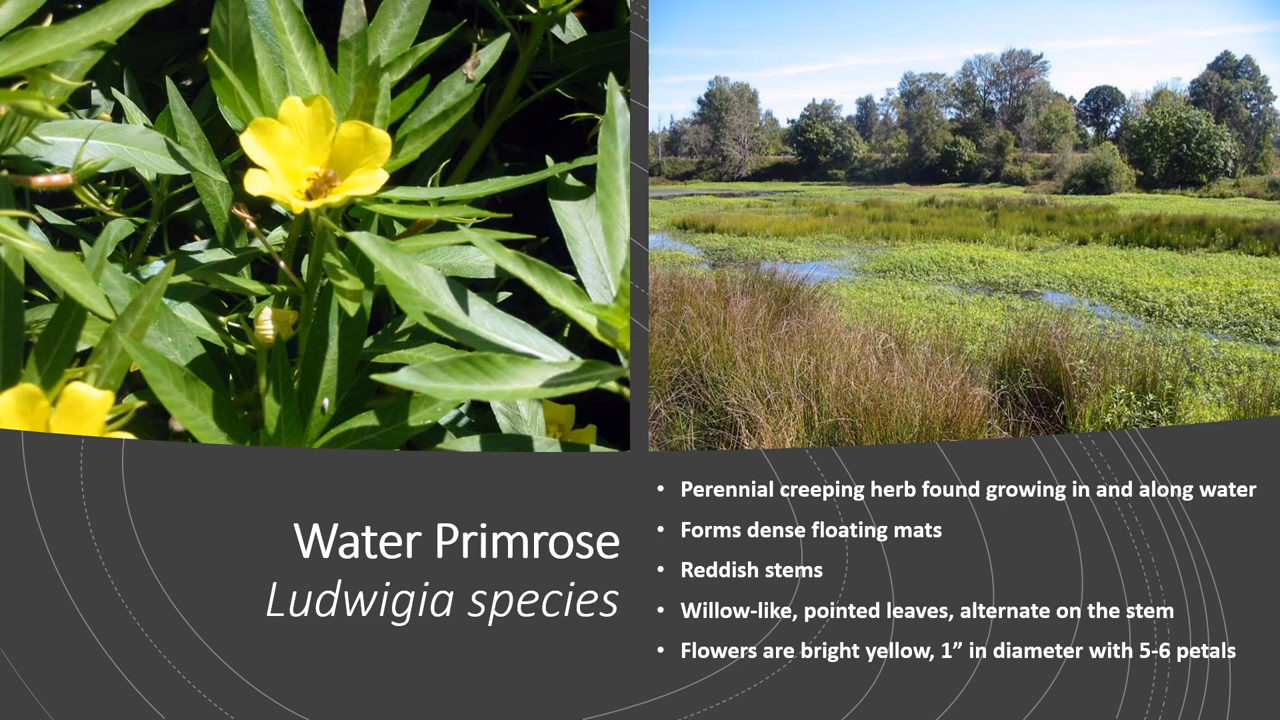 Water Primrose
Ludwigia species
• Perennial creeping herb found growing in and along water
• Forms dense floating mats
• Reddish stems
• Willow-like, pointed leaves, alternate on the stem
• Flowers are bright yellow, 1” in diameter with 5-6 petals